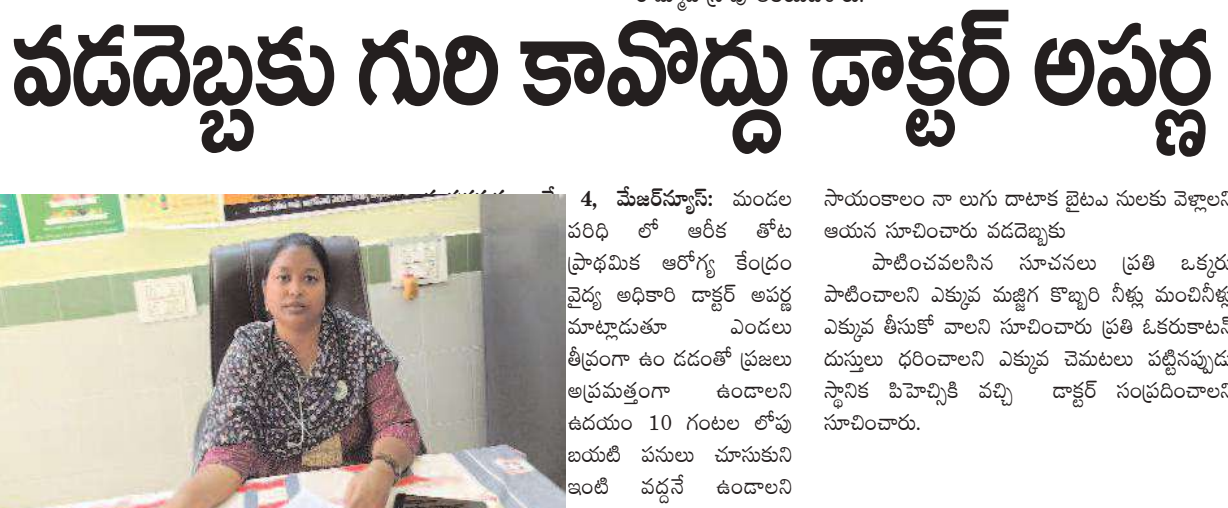 వడదెబ్బకు గురి కావొద్దు డాక్టర్ అపర్ణ
4, మేజర్‌న్యూస్: మండల
పరిధి లో ఆరీక తోట
ప్రాథమిక ఆరోగ్య కేంద్రం
వైద్య అధికారి డాక్టర్ అపర్ణ
మాట్లాడుతూ ఎండలు
తీవ్రంగా ఉం డడంతో ప్రజలు
అప్రమత్తంగా ఉండాలని
ఉదయం 10 గంటల లోపు
బయటి పనులు చూసుకుని
ఇంటి వద్దనే ఉండాలని
సాయంకాలం నా లుగు దాటాక బైటఎ నులకు వెళ్లాలని
ఆయన సూచించారు వడదెబ్బకు
పాటించవలసిన సూచనలు ప్రతి ఒక్కరు
పాటించాలని ఎక్కువ మజ్జిగ కొబ్బరి నీళ్లు మంచినీళ్లు
ఎక్కువ తీసుకో వాలని సూచించారు ప్రతి ఓకరుకాటన్
దుస్తులు ధరించాలని ఎక్కువ చెమటలు పట్టినప్పుడు
స్థానిక పిహెచ్సికి వచ్చి డాక్టర్ సంప్రదించాలని
సూచించారు.